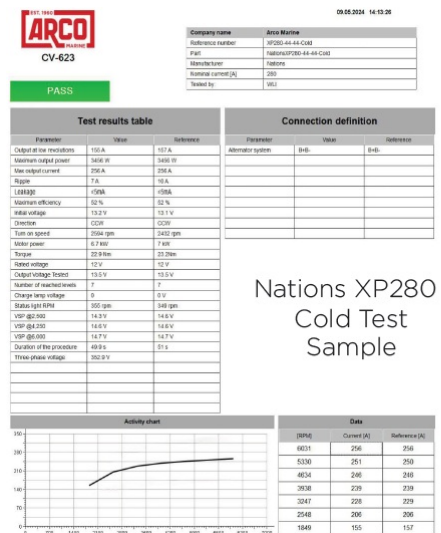 EST. 1960
ARCO
MARINE
CV-623
PASS
09.05.2024 14:13:26
Company name Arco Marine
Reference number XP280-44-44-Cold
Part NationsXP280-44-44-Cold
Manufacturer Nations
Nominal current [A] 280
Tested by WLI
Test results table
Parameter Value Reference
Output at low revolutions 155 A 157 A
Maximum output power 3456 W 3456 W
Max output current 256 A 256 A
Ripple 7 A 16 A
Leakage <5mA <5mA
Maximum efficiency 52 % 52 %
Initial voltage 13.2 V 13.1 V
Direction CCW CCW
Turn on speed 2594 rpm 2432 rpm
Motor power 6.7 kW 7 kW
Torque 22.9 Nm 23.2Nm
Rated voltage 12 V 12 V
Output Voltage Tested 13.5 V 13.5 V
Number of reached levels 7 7
Charge lamp voltage 0 0 V
Status light RPM 355 rpm 348 rpm
VSP @2,500 14.3 V 14.6 V
VSP @4,250 14.6 V 14.6 V
VSP @6,000 14.7 V 14.7 V
Duration of the procedure 49.9 s 51 s
Three-phase voltage 352.9 V
Connection definition
Parameter Value Reference
Alternator system B+B- B+B-
Nations XP280
Cold Test
Sample
Activity chart
350
280
210
140
70
0
Data
[RPM] Current [A] Reference [A]
6031 256 256
5330 251 250
4634 246 246
3938 239 239
3247 228 229
2548 206 206
1849 155 157